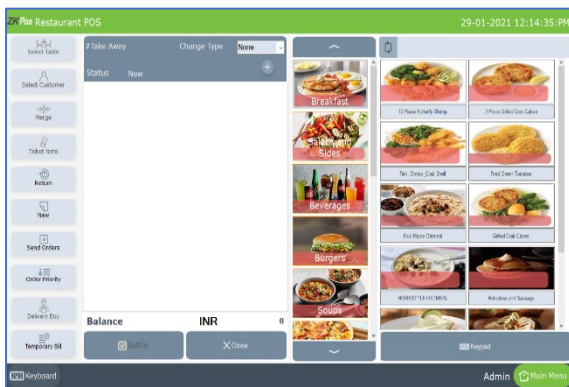 ZKPos Restaurant POS
29-01-2021 12:14:35:PM
Select Table
Select Customer
Merge
Ticket Note
Return
New
Send Orders
Order Priority
Delivery Boy
Temporary Bill
#Take Away
Change Type
None
Status
New
Balance
INR
0
Settle
Close
Breakfast
Sides
Beverages
Burgers
Soups
12 Piece Butterfly Shrimp
2 Piece Grilled Crab Cakes
Fish, Shrimp ,Crab Shell
Fried Green Tomatoes
Fruit Maple Oatmeal
Grilled Crab Cakes
HOMESTYLE OATMEAL
Hotcakes and Sausage
Keypad
Keyboard
Admin
Main Menu